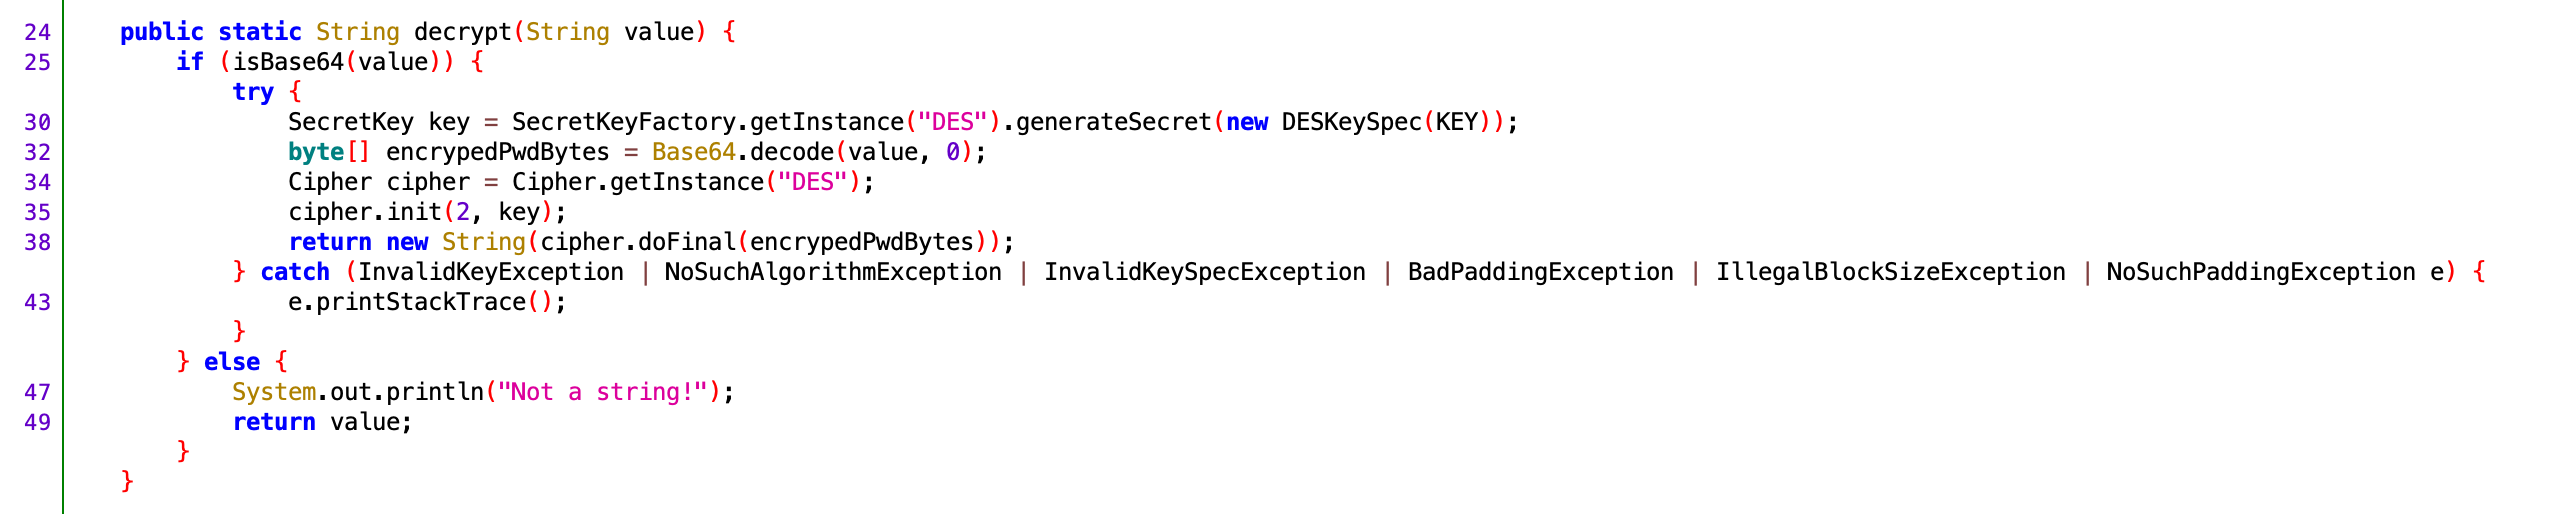 24 public static String decrypt(String value) {
25 if (isBase64(value)) {
try {
30 SecretKey key = SecretKeyFactory.getInstance("DES").generateSecret(new DESKeySpec(KEY));
32 byte[] encrypedPwdBytes = Base64.decode(value, 0);
34 Cipher cipher = Cipher.getInstance("DES");
35 cipher.init(2, key);
38 return new String(cipher.doFinal(encrypedPwdBytes));
} catch (InvalidKeyException | NoSuchAlgorithmException | InvalidKeySpecException | BadPaddingException | IllegalBlockSizeException | NoSuchPaddingException e) {
43 e.printStackTrace();
}
} else {
47 System.out.println("Not a string!");
49 return value;
}
}